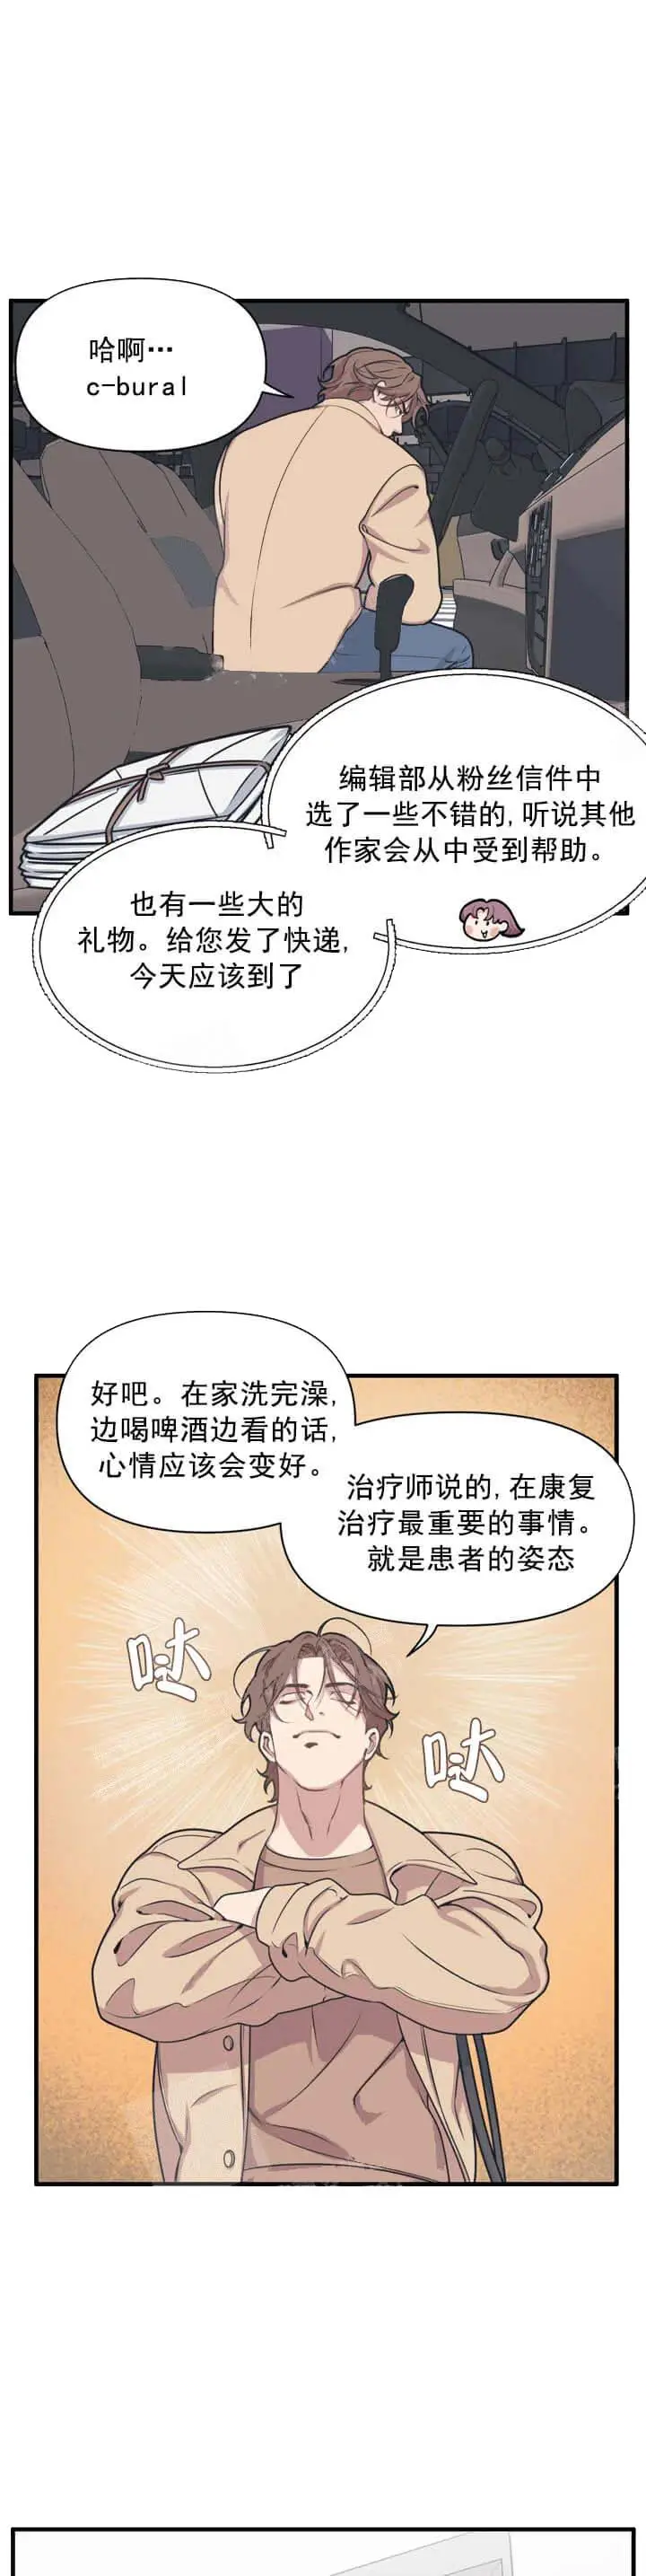 哈啊…
c-bural
编辑部从粉丝信件中
选了一些不错的,听说其他
作家会从中受到帮助。
也有一些大的
礼物。给您发了快递,
今天应该到了
好吧。在家洗完澡,
边喝啤酒边看的话,
心情应该会变好。
治疗师说的,在康复
治疗最重要的事情。
就是患者的姿态
哒
哒